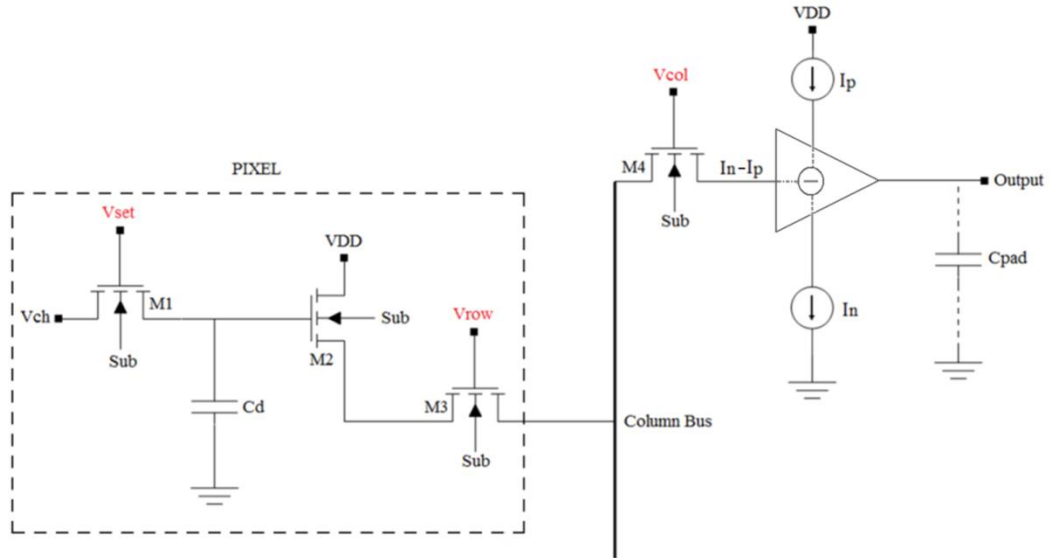 VDD
Ip
Vcol
M4
In-Ip
Sub
Output
Cpad
In
PIXEL
Vset
Vch
M1
Sub
VDD
Sub
M2
Vrow
M3
Sub
Cd
Column Bus